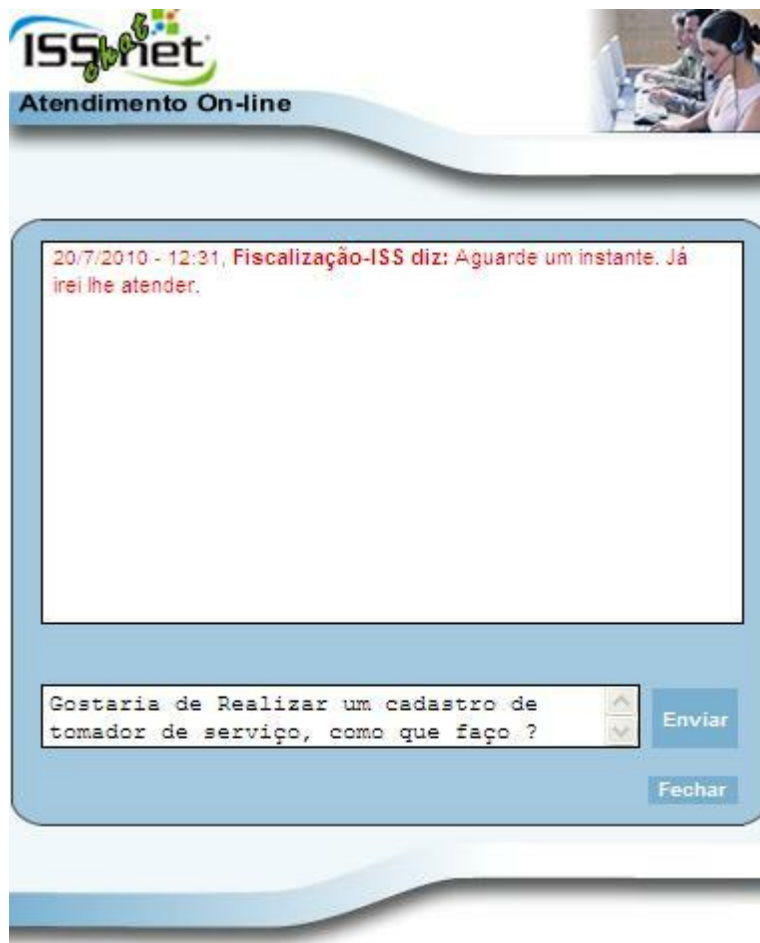 ISSnet
chat
Atendimento On-line
20/7/2010 - 12:31, Fiscalização-ISS diz: Aguarde um instante. Já
irei lhe atender.
Gostaria de Realizar um cadastro de
tomador de serviço, como que faço ?
Enviar
Fechar